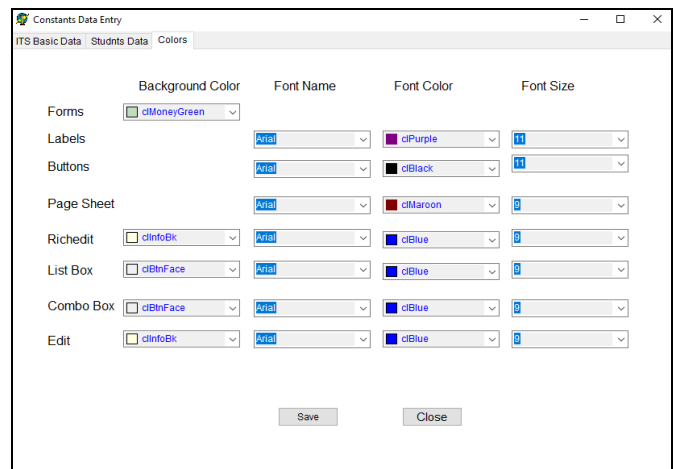 Constants Data Entry
ITS Basic Data Studnts Data Colors
Background Color Font Name Font Color Font Size
Forms clMoneyGreen
Labels Arial clPurple 11
Buttons Arial clBlack 11
Page Sheet Arial clMaroon 9
Richedit clInfoBk Arial clBlue 9
List Box clBtnFace Arial clBlue 9
Combo Box clBtnFace Arial clBlue 9
Edit clInfoBk Arial clBlue 9
Save Close